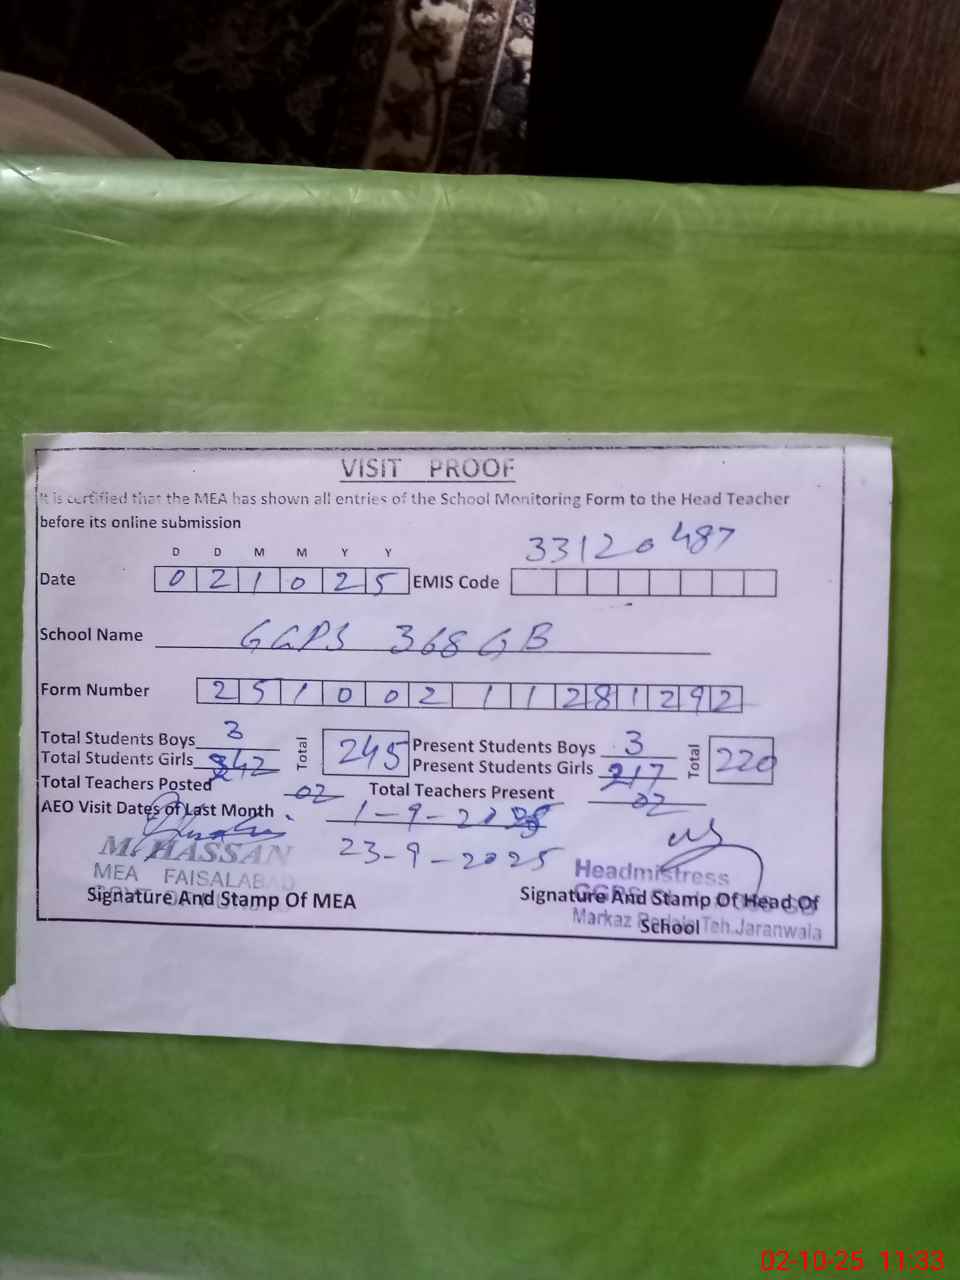 VISIT PROOF
It is certified that the MEA has shown all entries of the School Monitoring Form to the Head Teacher
before its online submission
33120487
D D M M Y Y
Date 0 2 1 0 2 5 EMIS Code
School Name GGPS 368 GB
Form Number 2 5 1 0 0 2 1 1 2 8 1 2 9 2
Total Students Boys 3 Total 245 Present Students Boys 3 Total 220
Total Students Girls 242 Present Students Girls 217
Total Teachers Posted 02 Total Teachers Present 02
AEO Visit Dates of Last Month 1-9-2025
23-9-2025
M. HASSAN
MEA FAISALABAD
Headmistress
Signature And Stamp Of MEA
Signature And Stamp Of Head Of
School
Markaz Teh.Jaranwala
02-10-25 11:33